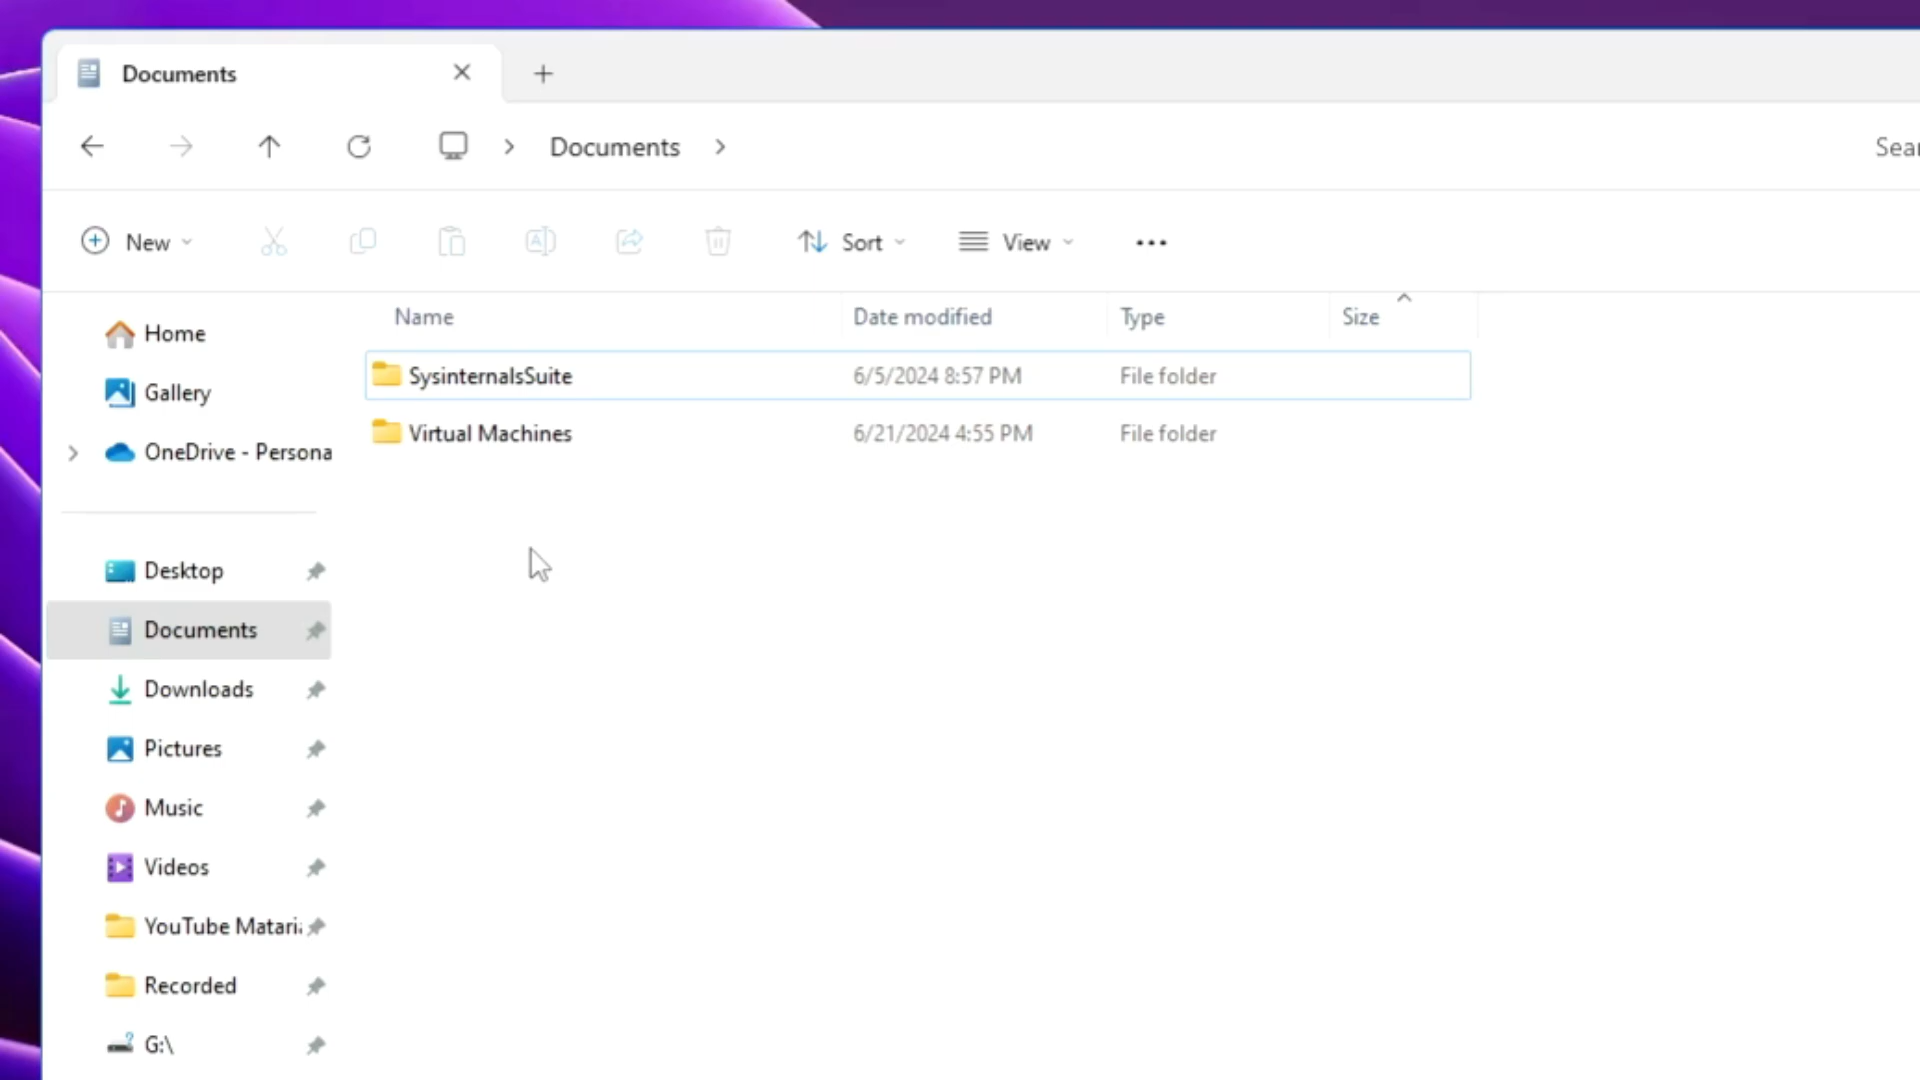 Documents
Documents
Sear
New
Sort
View
Name Date modified Type Size
Home
Gallery
OneDrive - Persona
SysinternalsSuite 6/5/2024 8:57 PM File folder
Virtual Machines 6/21/2024 4:55 PM File folder
Desktop
Documents
Downloads
Pictures
Music
Videos
YouTube Matari
Recorded
G:\